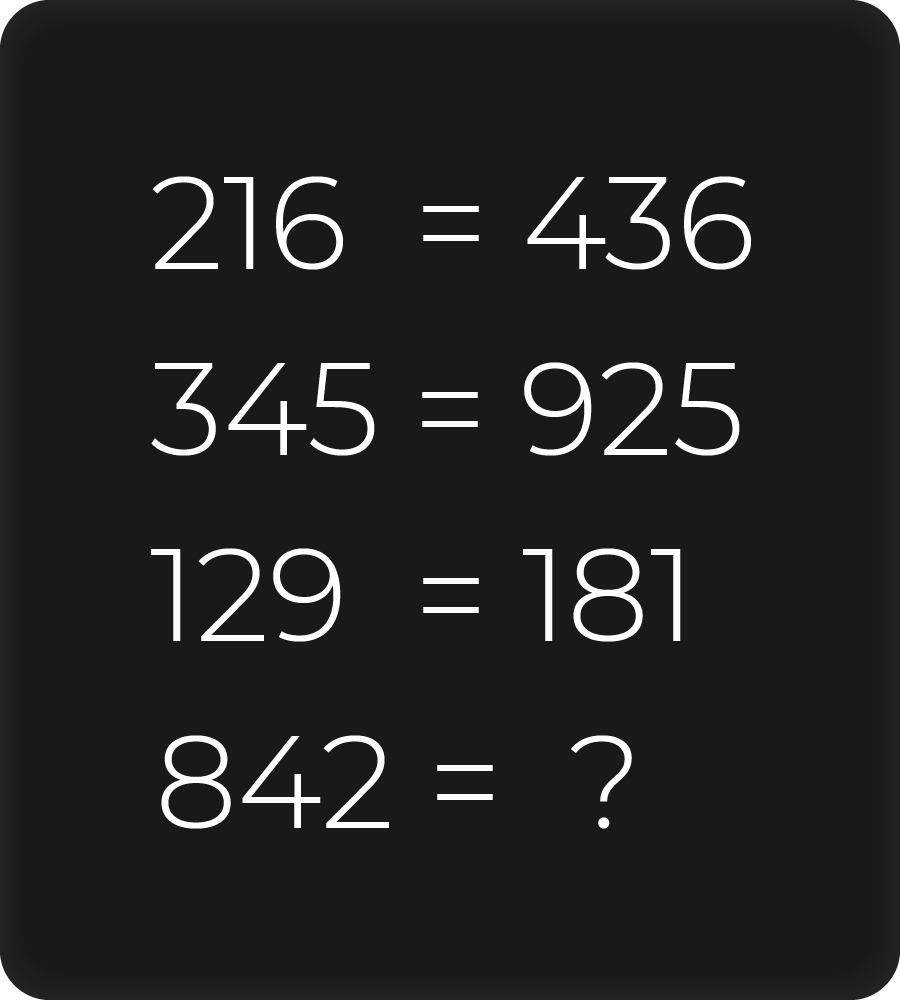 216 = 436
345 = 925
129 = 181
842 = ?